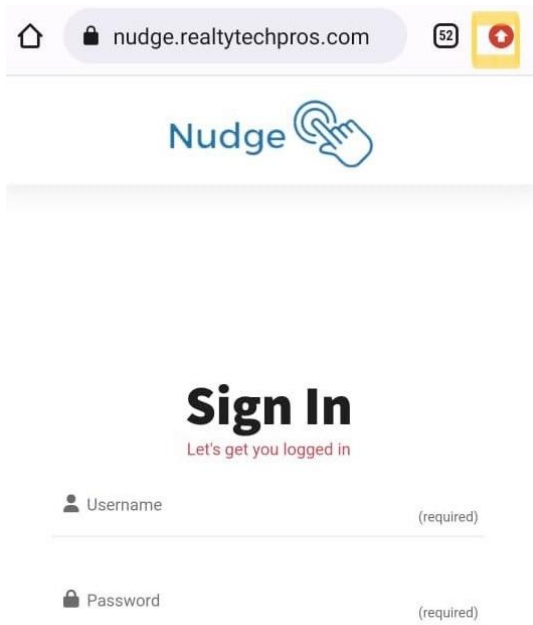 nudge.realtytechpros.com 52
Nudge
Sign In
Let's get you logged in
Username
(required)
Password
(required)